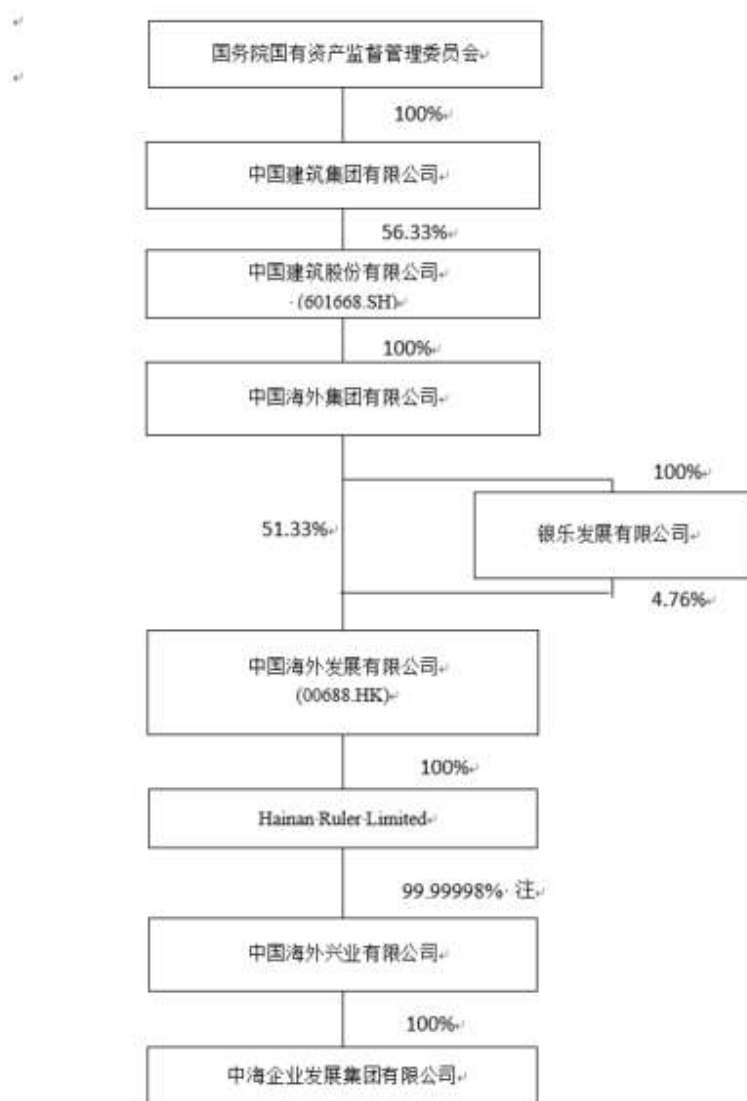 国务院国有资产监督管理委员会
100%
中国建筑集团有限公司
56.33%
中国建筑股份有限公司
(601668.SH)
100%
中国海外集团有限公司
100%
51.33%
银乐发展有限公司
4.76%
中国海外发展有限公司
(00688.HK)
100%
Hainan Ruler Limited
99.99998% 注
中国海外兴业有限公司
100%
中海企业发展集团有限公司